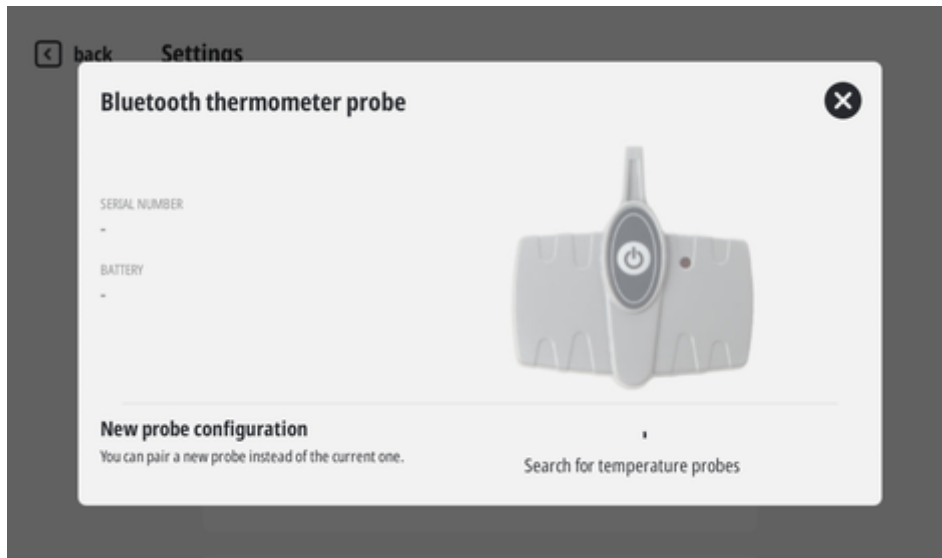 back Settings
Bluetooth thermometer probe
SERIAL NUMBER
-
BATTERY
-
New probe configuration
You can pair a new probe instead of the current one.
Search for temperature probes